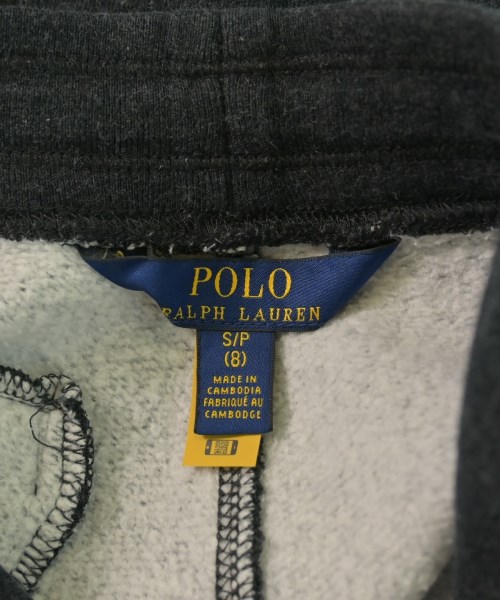 POLO
RALPH LAUREN
S/P
(8)
MADE IN
CAMBODIA
FABRIQUÉ AU
CAMBODGE